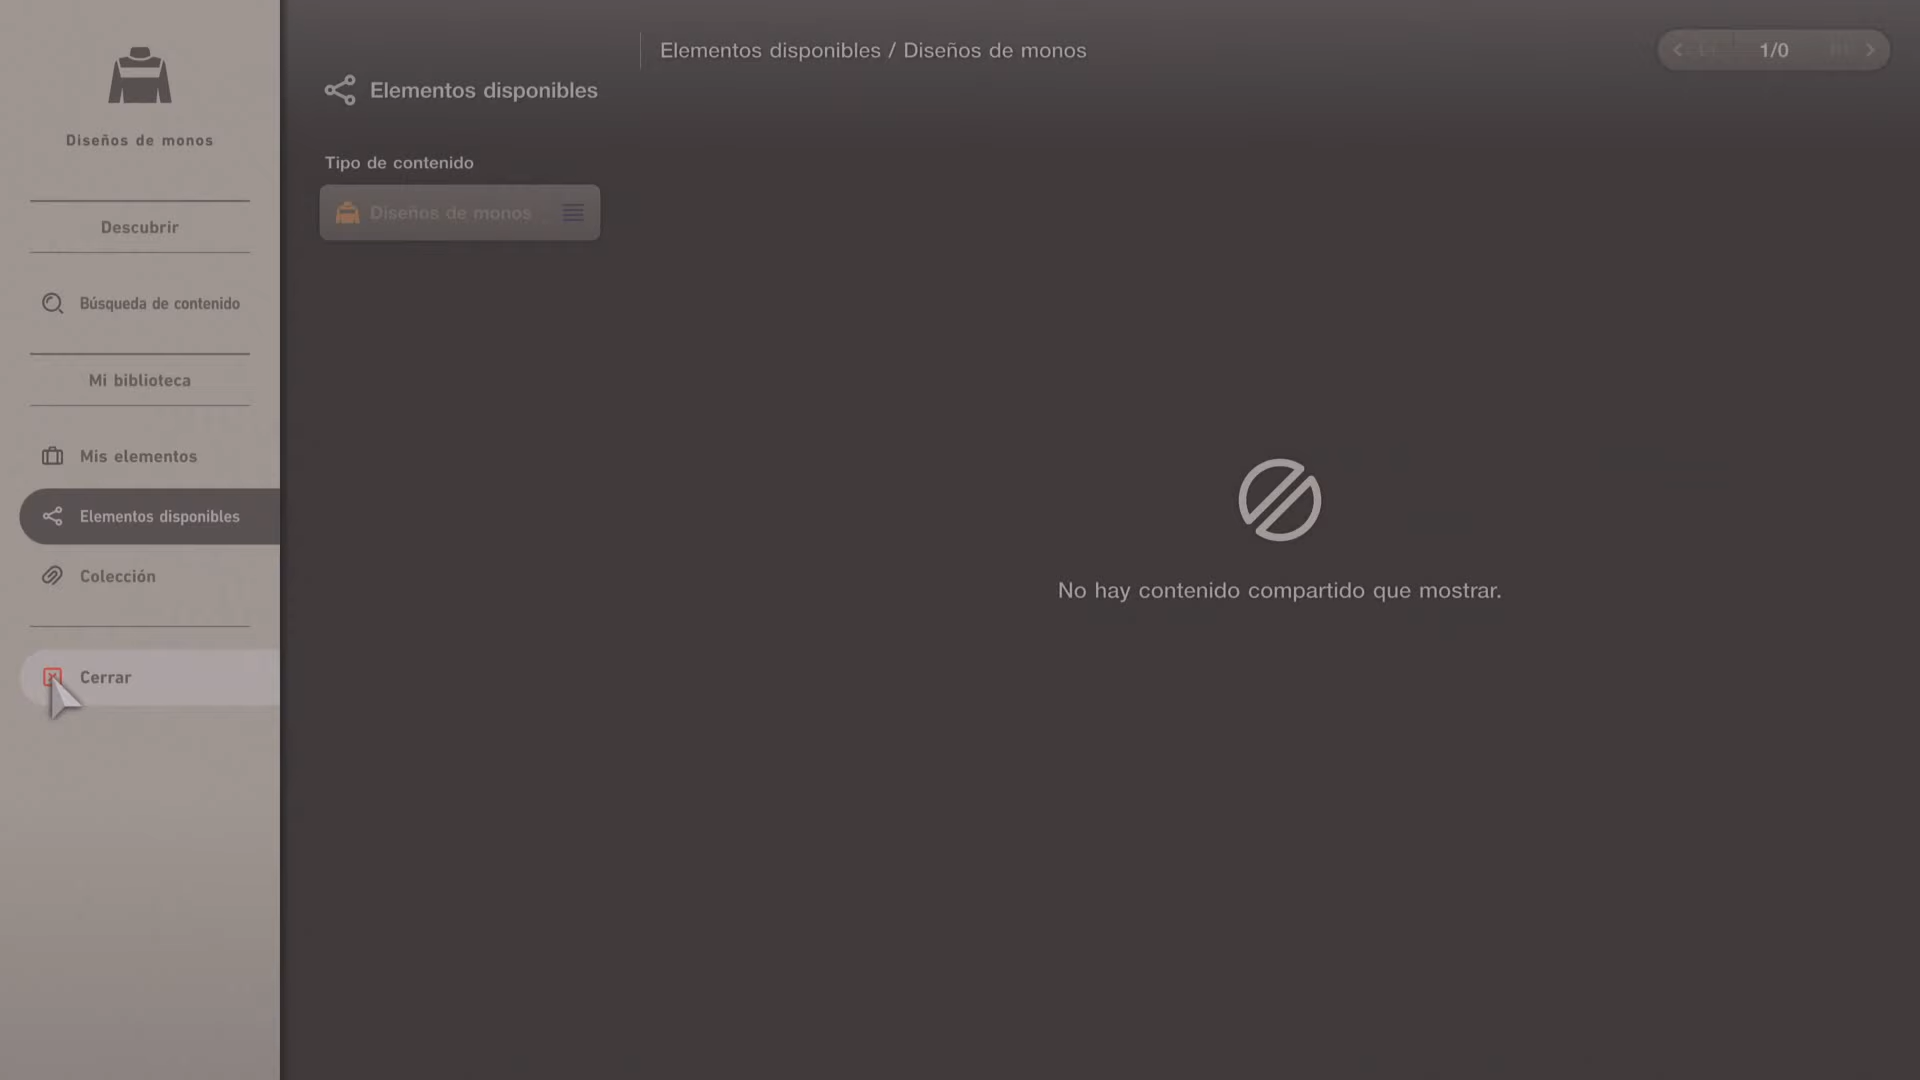 Diseños de monos
Descubrir
Búsqueda de contenido
Mi biblioteca
Mis elementos
Elementos disponibles
Colección
Cerrar
Elementos disponibles
Elementos disponibles / Diseños de monos
1/0
Tipo de contenido
Diseños de monos
No hay contenido compartido que mostrar.